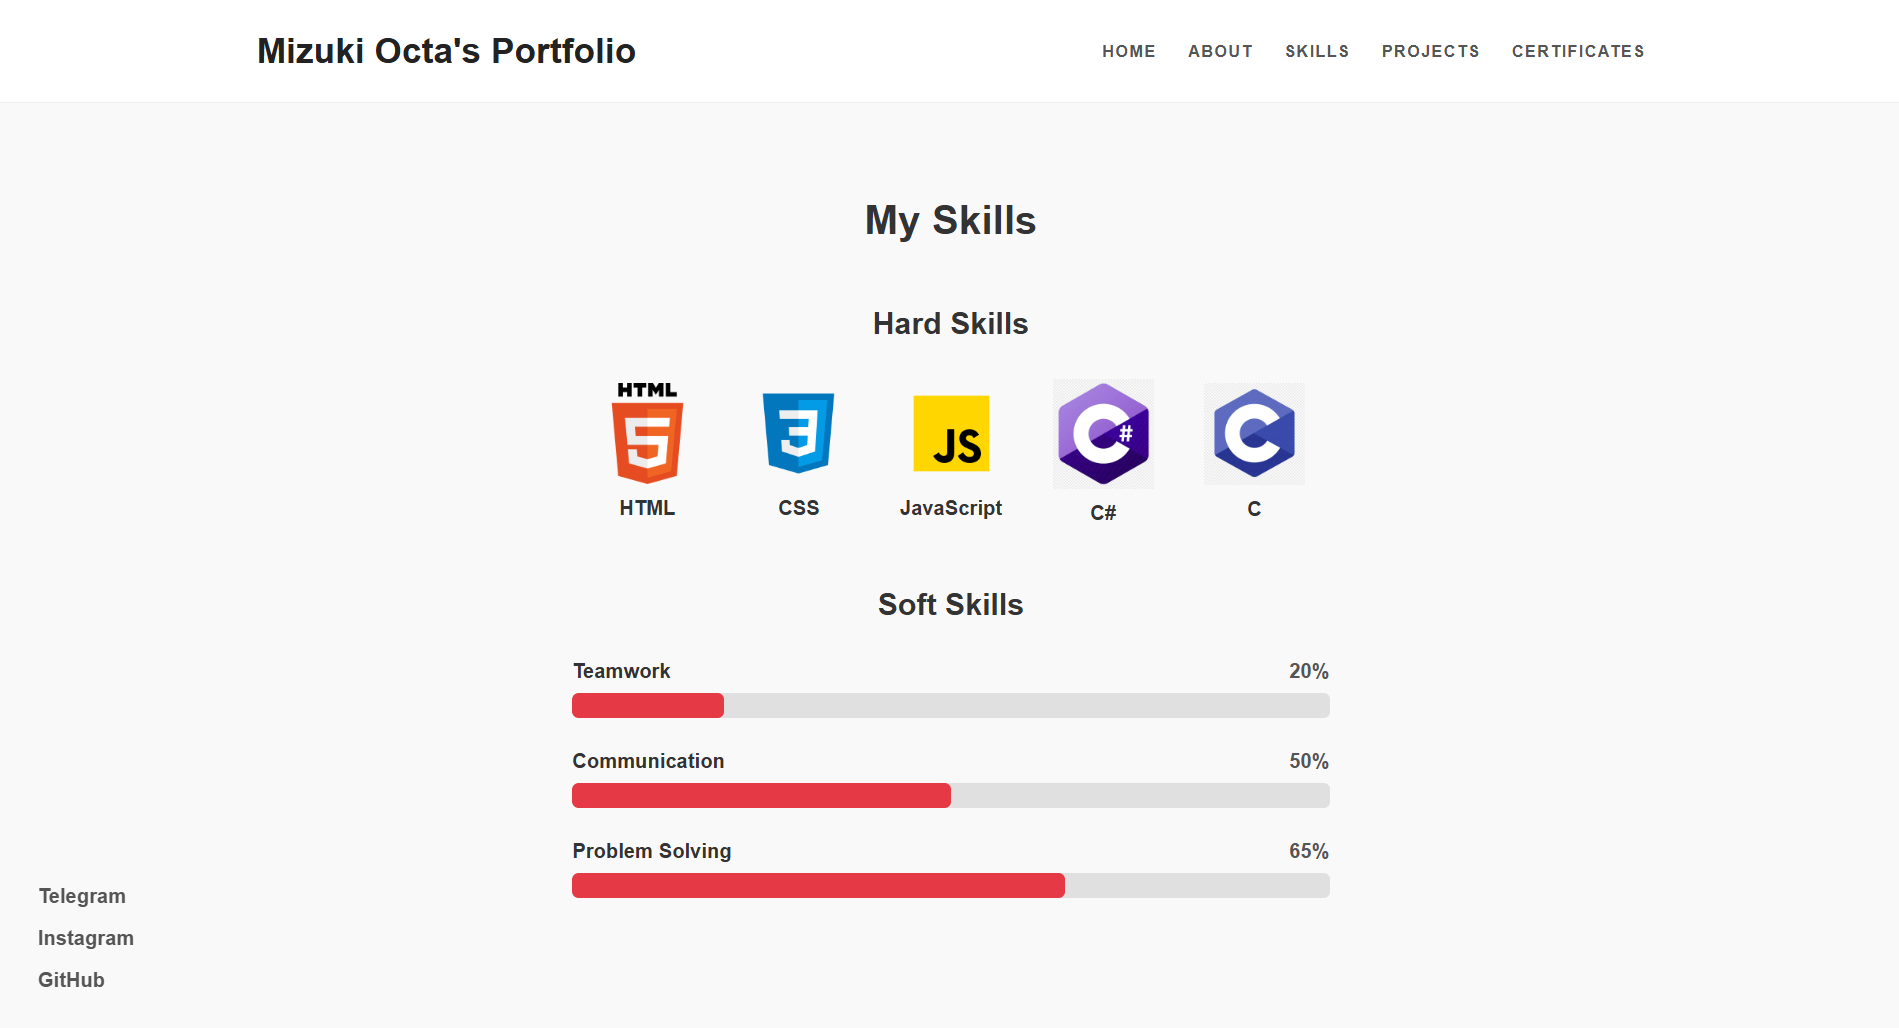 Mizuki Octa's Portfolio
HOME ABOUT SKILLS PROJECTS CERTIFICATES
My Skills
Hard Skills
HTML
5
3
JS
C#
C
HTML CSS JavaScript C# C
Soft Skills
Teamwork 20%
Communication 50%
Problem Solving 65%
Telegram
Instagram
GitHub